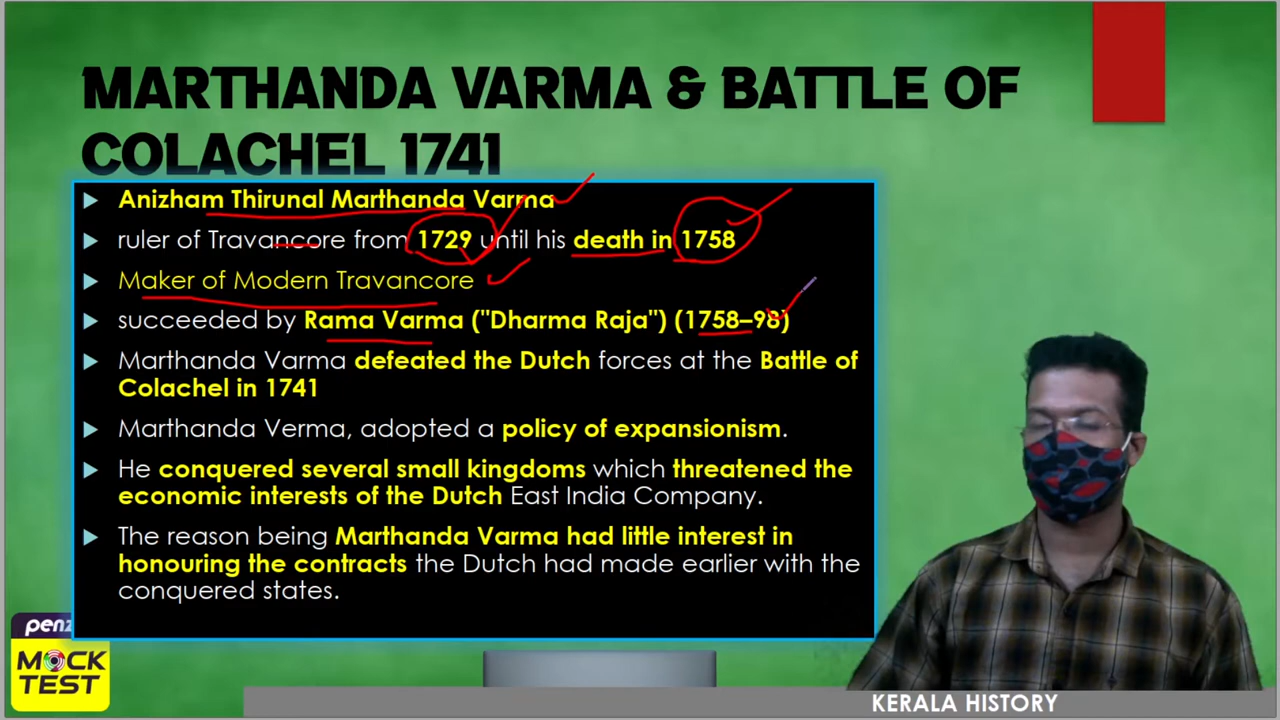 MARTHANDA VARMA & BATTLE OF
COLACHEL 1741
Anizham Thirunal Marthanda Varma
ruler of Travancore from 1729 until his death in 1758
Maker of Modern Travancore
succeeded by Rama Varma ("Dharma Raja") (1758–98)
Marthanda Varma defeated the Dutch forces at the Battle of
Colachel in 1741
Marthanda Verma, adopted a policy of expansionism.
He conquered several small kingdoms which threatened the
economic interests of the Dutch East India Company.
The reason being Marthanda Varma had little interest in
honouring the contracts the Dutch had made earlier with the
conquered states.
penz
MOCK
TEST
KERALA HISTORY